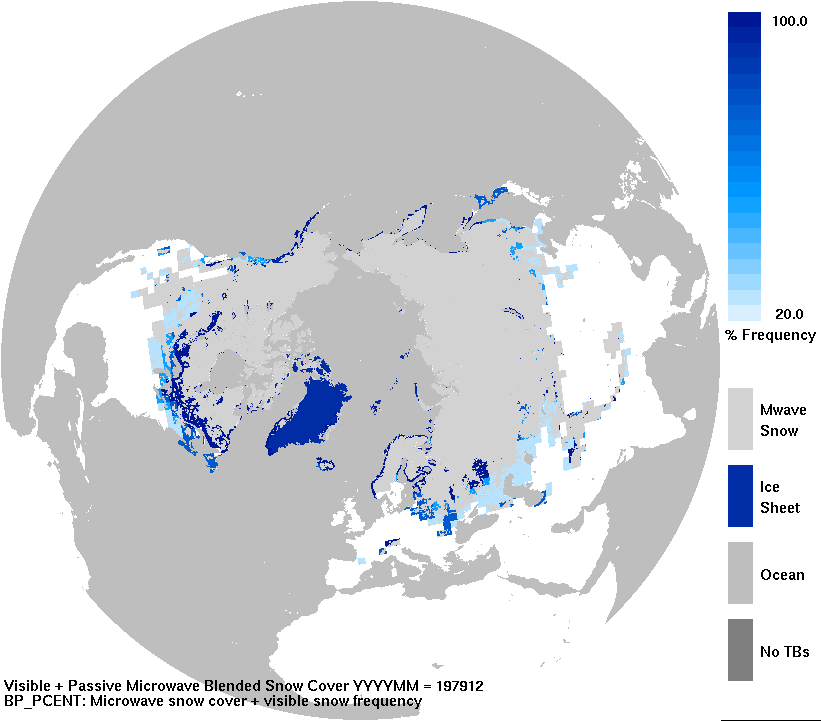 100.0
20.0
% Frequency
Mwave
Snow
Ice
Sheet
Ocean
No TBs
Visible + Passive Microwave Blended Snow Cover YYYYMM = 197912
BP_PCENT: Microwave snow cover + visible snow frequency